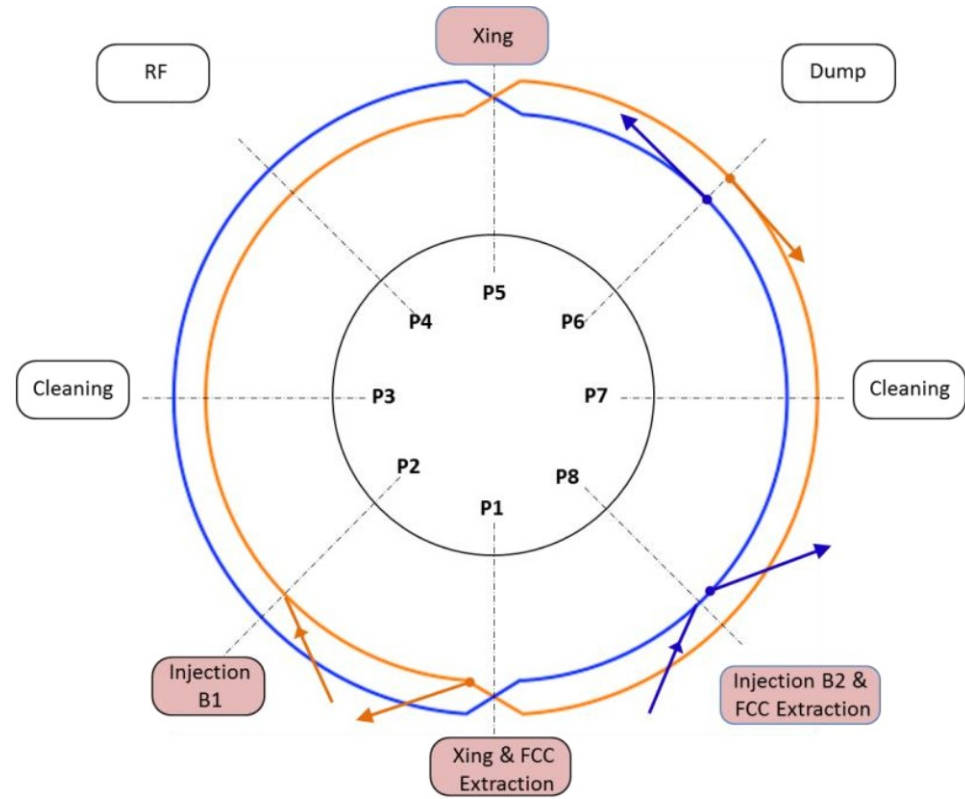 Xing
RF
Dump
P5
P4
P6
Cleaning
P3
P7
Cleaning
P2
P8
P1
Injection
B1
Injection B2 &
FCC Extraction
Xing & FCC
Extraction